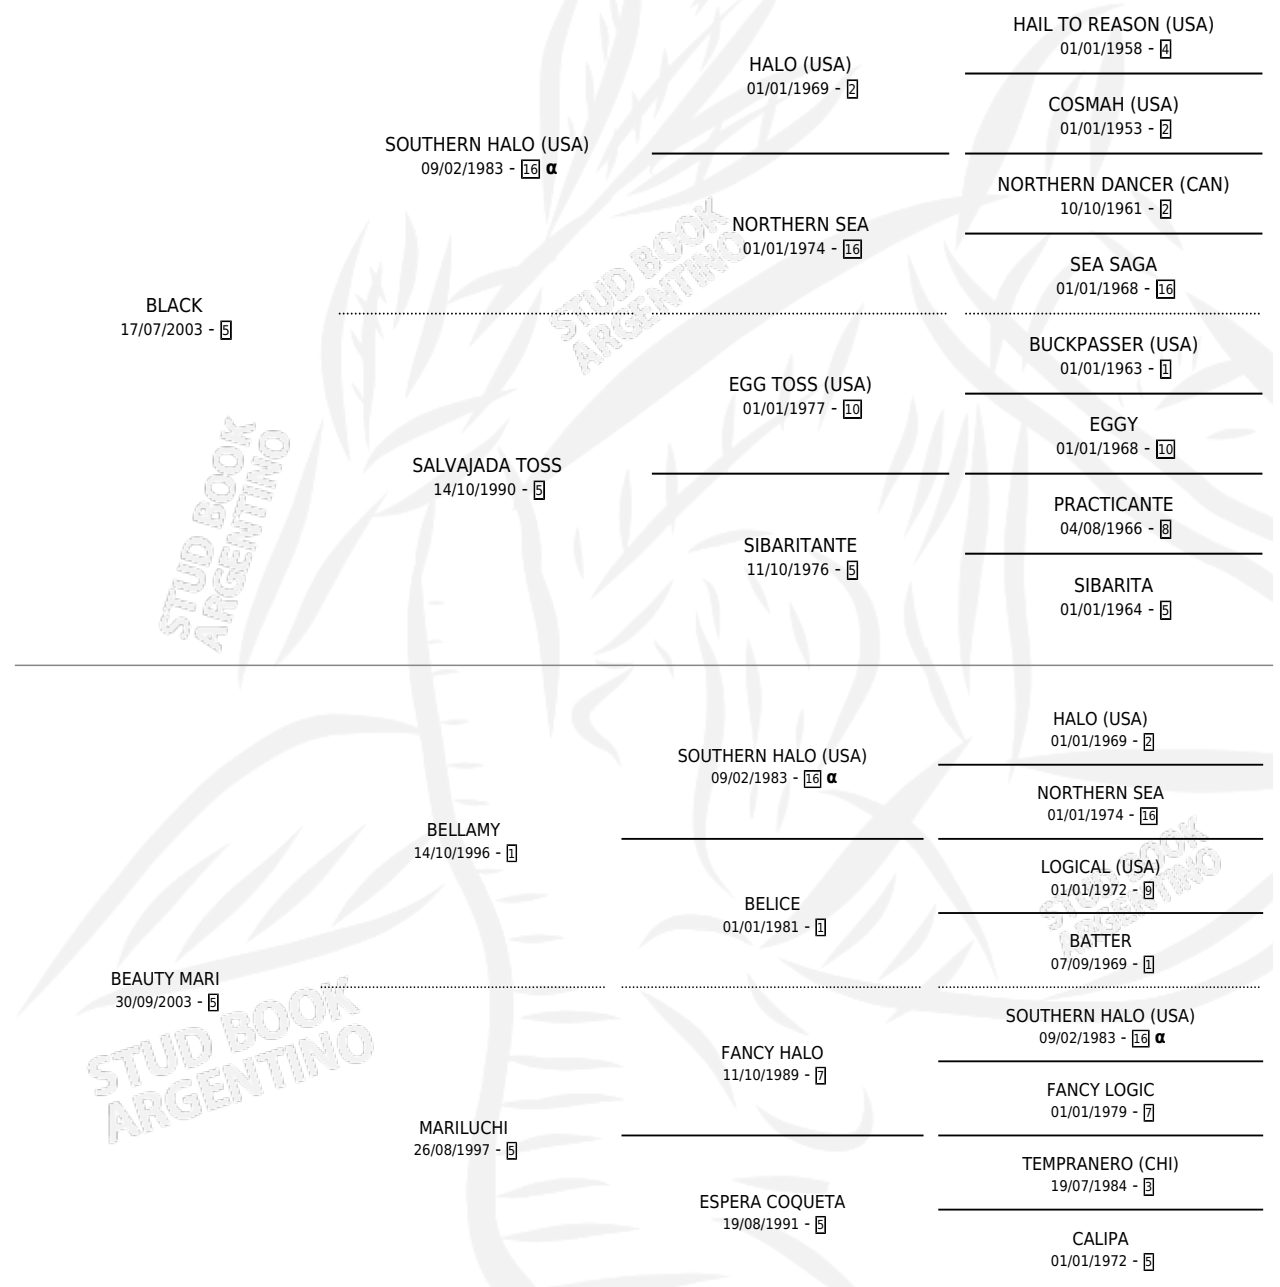 HAIL TO REASON (USA)
01/01/1958 - 4
HALO (USA)
01/01/1969 - 2
COSMAH (USA)
01/01/1953 - 2
SOUTHERN HALO (USA)
09/02/1983 - 16 α
NORTHERN DANCER (CAN)
10/10/1961 - 2
NORTHERN SEA
01/01/1974 - 16
SEA SAGA
01/01/1968 - 16
BLACK
17/07/2003 - 5
BUCKPASSER (USA)
01/01/1963 - 1
EGG TOSS (USA)
01/01/1977 - 10
EGGY
01/01/1968 - 10
SALVAJADA TOSS
14/10/1990 - 5
PRACTICANTE
04/08/1966 - 8
SIBARITANTE
11/10/1976 - 5
SIBARITA
01/01/1964 - 5
STUD BOOK
ARGENTINO
STUD BOOK
ARGENTINO
HALO (USA)
01/01/1969 - 2
SOUTHERN HALO (USA)
09/02/1983 - 16 α
NORTHERN SEA
01/01/1974 - 16
BELLAMY
14/10/1996 - 1
LOGICAL (USA)
01/01/1972 - 9
BELICE
01/01/1981 - 1
BATTER
07/09/1969 - 1
BEAUTY MARI
30/09/2003 - 5
SOUTHERN HALO (USA)
09/02/1983 - 16 α
FANCY HALO
11/10/1989 - 7
FANCY LOGIC
01/01/1979 - 7
MARILUCHI
26/08/1997 - 5
TEMPRANERO (CHI)
19/07/1984 - 3
ESPERA COQUETA
19/08/1991 - 5
CALIPA
01/01/1972 - 5
STUD BOOK
ARGENTINO
STUD BOOK
ARGENTINO